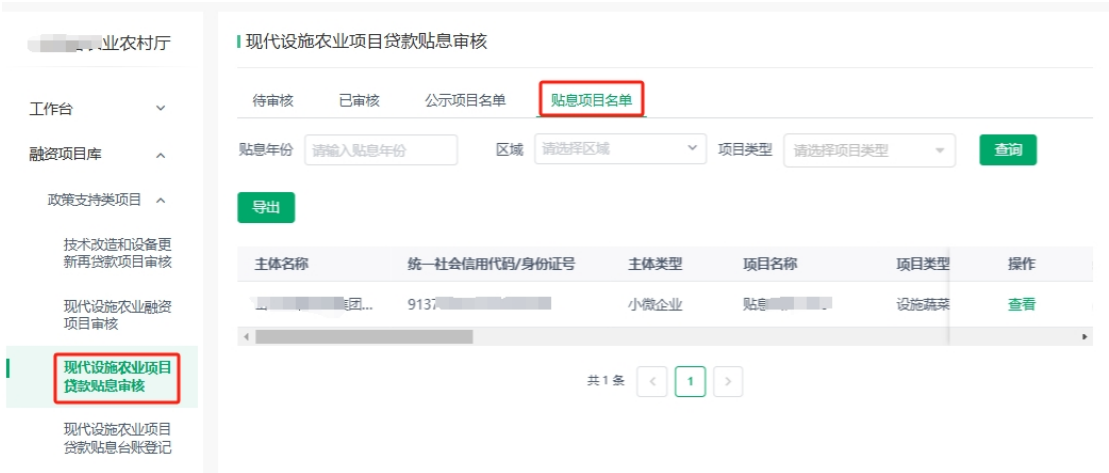 业农村厅
工作台
融资项目库
政策支持类项目
技术改造和设备更
新再贷款项目审核
现代设施农业融资
项目审核
现代设施农业项目
贷款贴息审核
现代设施农业项目
贷款贴息台账登记
现代设施农业项目贷款贴息审核
待审核 已审核 公示项目名单 贴息项目名单
贴息年份 请输入贴息年份 区域 请选择区域 项目类型 请选择项目类型 查询
导出
主体名称 统一社会信用代码/身份证号 主体类型 项目名称 项目类型 操作
集团... 9137 小微企业 贴息 设施蔬菜 查看
共 1 条 < 1 >